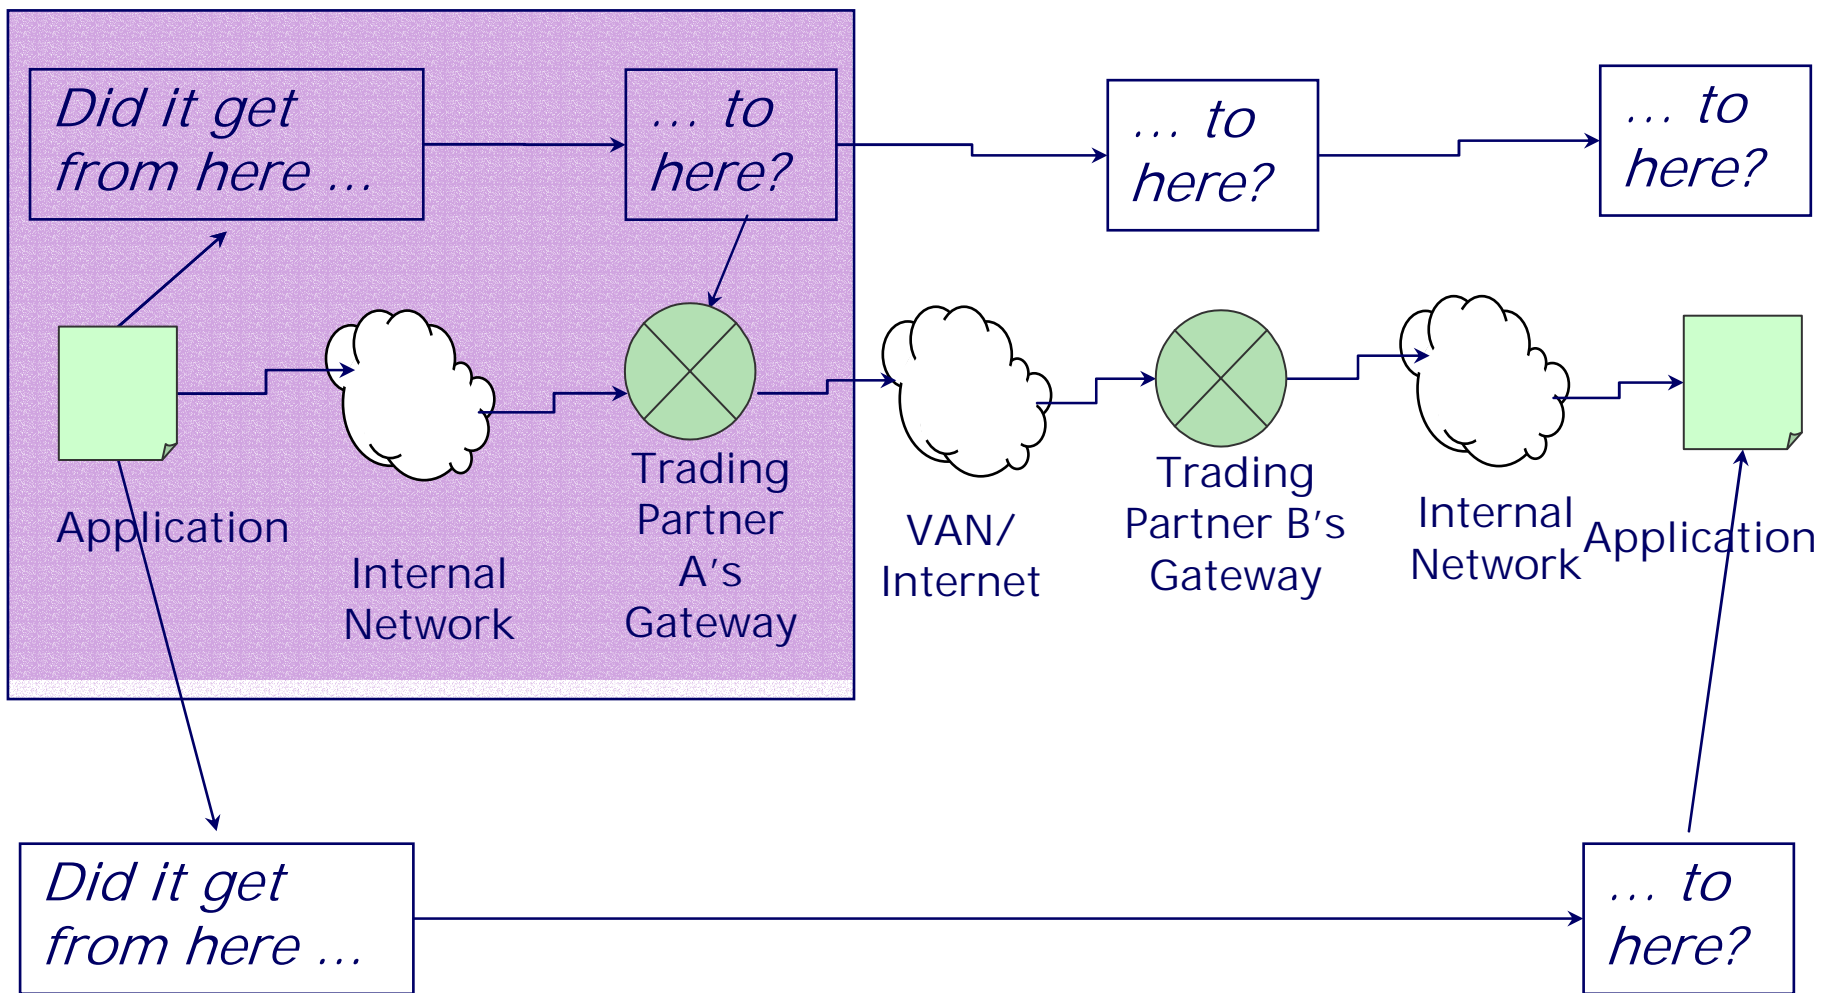 Did it get
from here ...
... to
here?
... to
here?
... to
here?
Application
Internal
Network
Trading
Partner
A's
Gateway
VAN/
Internet
Trading
Partner B's
Gateway
Internal
Network
Application
Did it get
from here ...
... to
here?